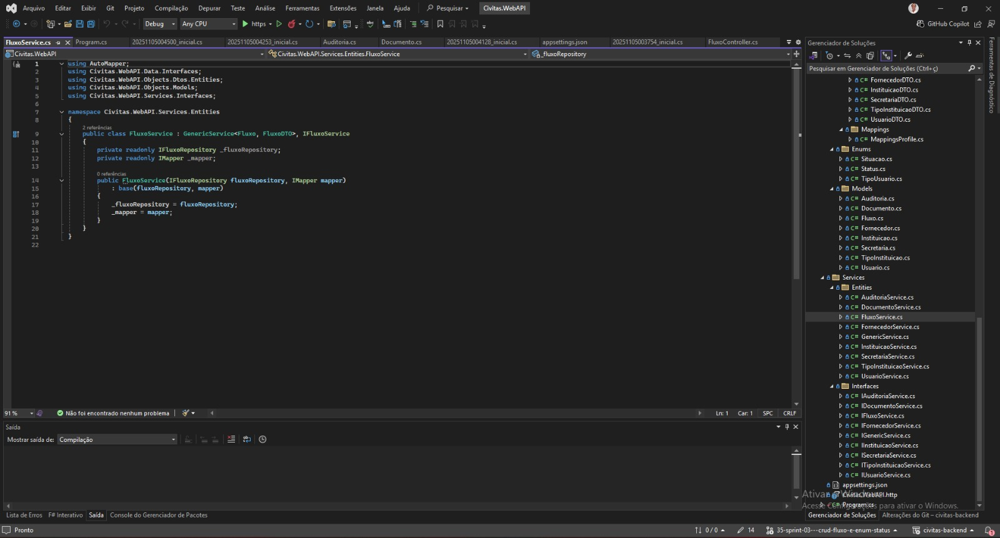 Arquivo Editar Exibir Git Projeto Compilação Depurar Teste Análise Ferramentas Extensões Janela Ajuda Pesquisar Civitas.WebAPI
Debug Any CPU https GitHub Copilot
FluxoService.cs Program.cs 20251105004500_inicial.cs 20251105004253_inicial.cs Auditoria.cs Documento.cs 20251105004128_inicial.cs appsettings.json 20251105003754_inicial.cs FluxoController.cs
Civitas.WebAPI Civitas.WebAPI.Services.Entities.FluxoService _fluxoRepository
1 using AutoMapper;
2 using Civitas.WebAPI.Data.Interfaces;
3 using Civitas.WebAPI.Objects.Dtos.Entities;
4 using Civitas.WebAPI.Objects.Models;
5 using Civitas.WebAPI.Services.Interfaces;
6
7 namespace Civitas.WebAPI.Services.Entities
8 {
2 referências
9 public class FluxoService : GenericService<Fluxo, FluxoDTO>, IFluxoService
10 {
11 private readonly IFluxoRepository _fluxoRepository;
12 private readonly IMapper _mapper;
13
0 referências
14 public FluxoService(IFluxoRepository fluxoRepository, IMapper mapper)
15 : base(fluxoRepository, mapper)
16 {
17 _fluxoRepository = fluxoRepository;
18 _mapper = mapper;
19 }
20 }
21 }
22
91 % Não foi encontrado nenhum problema Ln: 1 Car: 1 SPC CRLF
Saída
Mostrar saída de: Compilação
Lista de Erros F# Interativo Saída Console do Gerenciador de Pacotes
Gerenciador de Soluções
Pesquisar em Gerenciador de Soluções (Ctrl+ç)
C# FornecedorDTO.cs
C# InstituicaoDTO.cs
C# SecretariaDTO.cs
C# TipoInstituicaoDTO.cs
C# UsuarioDTO.cs
Mappings
C# MappingsProfile.cs
Enums
C# Situacao.cs
C# Status.cs
C# TipoUsuario.cs
Models
C# Auditoria.cs
C# Documento.cs
C# Fluxo.cs
C# Fornecedor.cs
C# Instituicao.cs
C# Secretaria.cs
C# TipoInstituicao.cs
C# Usuario.cs
Services
Entities
C# AuditoriaService.cs
C# DocumentoService.cs
C# FluxoService.cs
C# FornecedorService.cs
C# GenericService.cs
C# InstituicaoService.cs
C# SecretariaService.cs
C# TipoInstituicaoService.cs
C# UsuarioService.cs
Interfaces
C# IAuditoriaService.cs
C# IDocumentoService.cs
C# IFluxoService.cs
C# IFornecedorService.cs
C# IGenericService.cs
C# IInstituicaoService.cs
C# ISecretariaService.cs
C# ITipoInstituicaoService.cs
C# IUsuarioService.cs
appsettings.json
Civitas.WebAPI.http
C# Program.cs
Ativar o Windows
Acesse Configurações para ativar o Windows.
Gerenciador de Soluções Alterações do Git – civitas-backend
Ferramentas de Diagnóstico
Pronto 0 / 0 14 35-sprint-03---crud-fluxo-e-enum-status civitas-backend 1